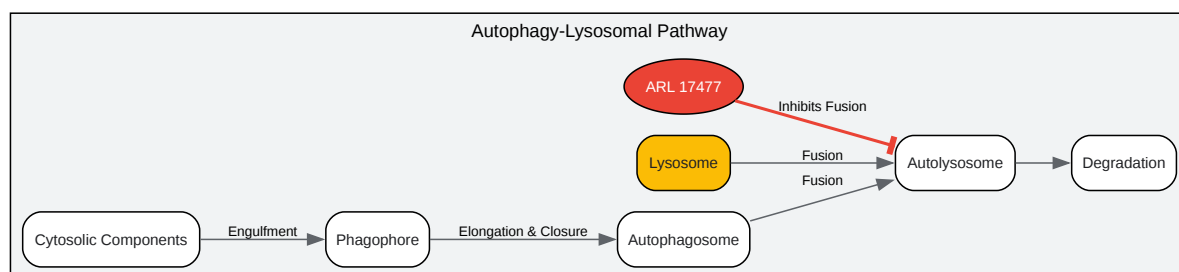 Autophagy-Lysosomal Pathway
ARL 17477
Inhibits Fusion
Lysosome
Fusion
Autolysosome
Degradation
Fusion
Cytosolic Components
Engulfment
Phagophore
Elongation & Closure
Autophagosome